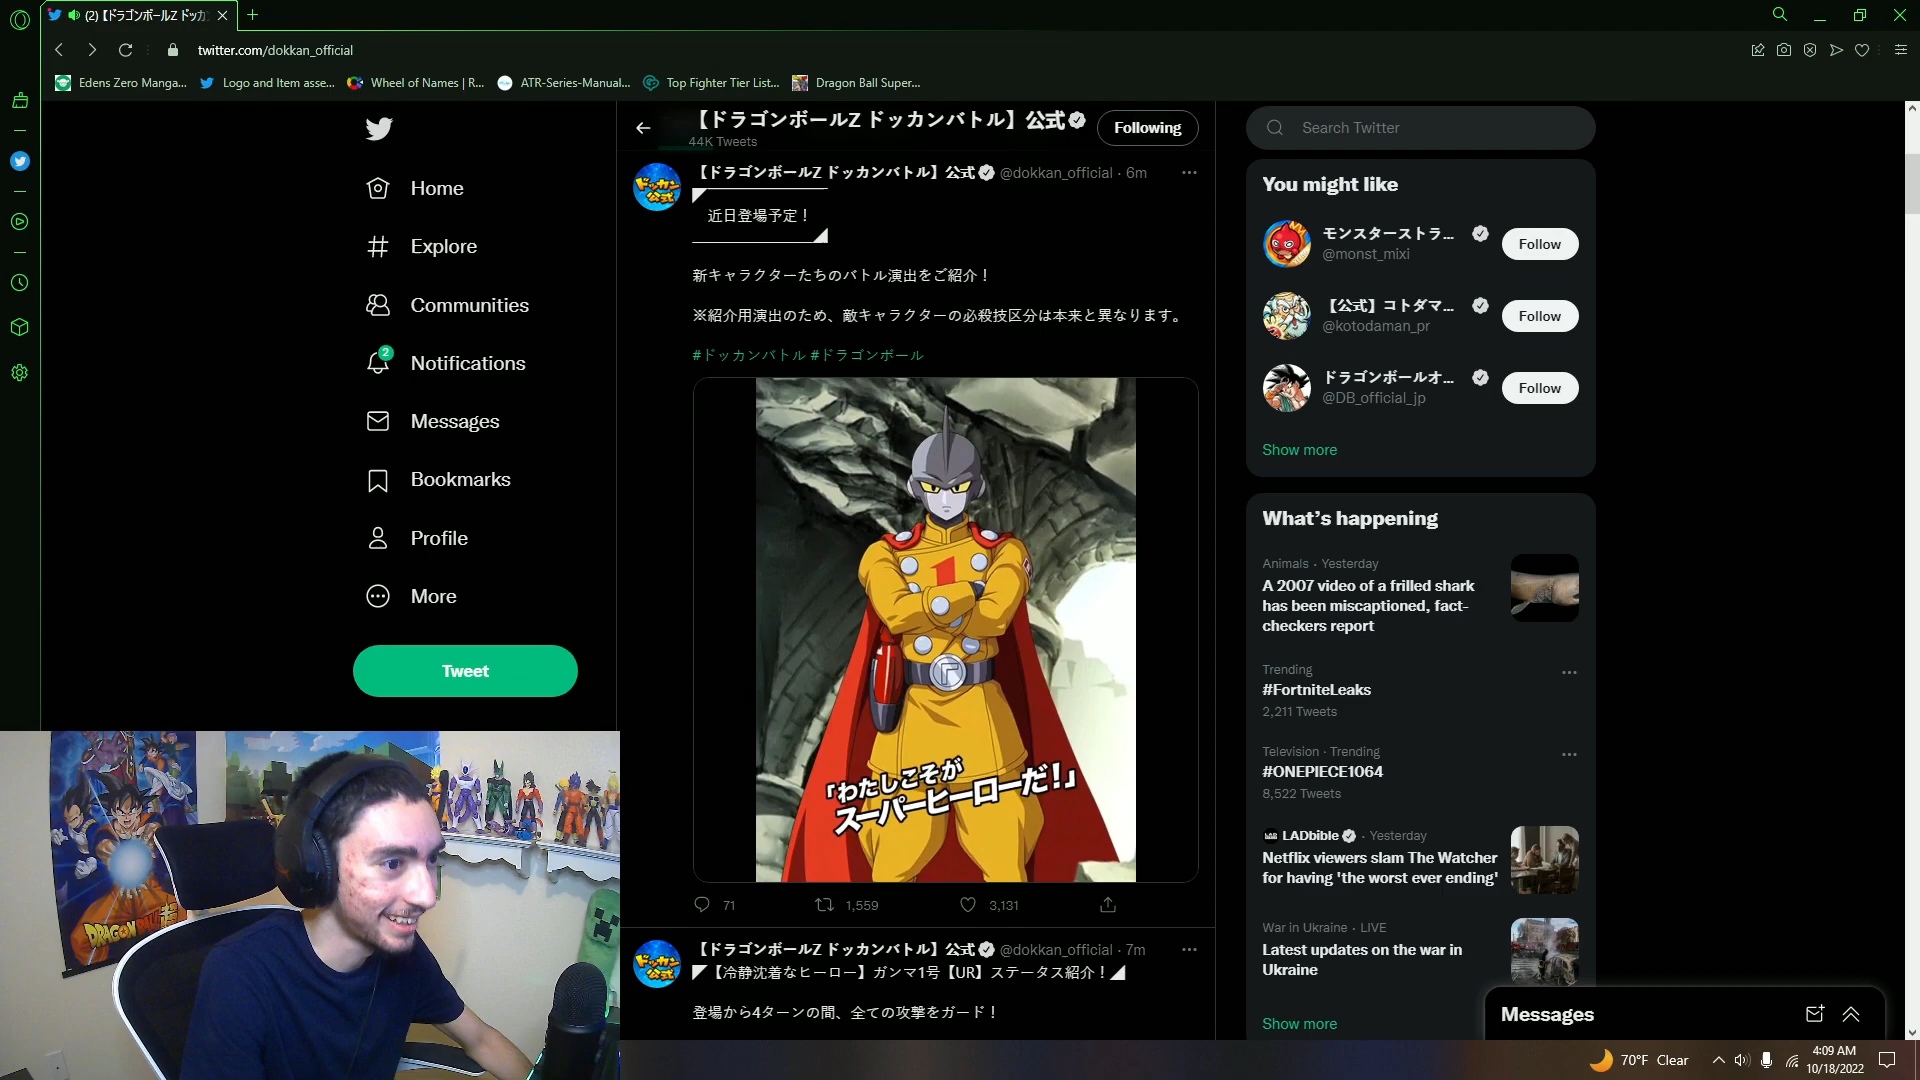 (2)【ドラゴンボールZ ドッカ
twitter.com/dokkan_official
Edens Zero Manga...
Logo and Item asse...
Wheel of Names | R...
ATR-Series-Manual...
Top Fighter Tier List...
Dragon Ball Super...
Home
Explore
Communities
2
Notifications
Messages
Bookmarks
Profile
More
Tweet
【ドラゴンボールZ ドッカンバトル】公式
44K Tweets
Following
ドッカン公式
【ドラゴンボールZ ドッカンバトル】公式 @dokkan_official · 6m
近日登場予定！
新キャラクターたちのバトル演出をご紹介！
※紹介用演出のため、敵キャラクターの必殺技区分は本来と異なります。
#ドッカンバトル #ドラゴンボール
1
「わたしこそが
スーパーヒーローだ！」
71
1,559
3,131
ドッカン公式
【ドラゴンボールZ ドッカンバトル】公式 @dokkan_official · 7m
◤【冷静沈着なヒーロー】ガンマ1号【UR】ステータス紹介！◢
登場から4ターンの間、全ての攻撃をガード！
Search Twitter
You might like
モンスターストラ...
@monst_mixi
Follow
【公式】コトダマ...
@kotodaman_pr
Follow
ドラゴンボールオ...
@DB_official_jp
Follow
Show more
What's happening
Animals · Yesterday
A 2007 video of a frilled shark
has been miscaptioned, fact-
checkers report
Trending
#FortniteLeaks
2,211 Tweets
Television · Trending
#ONEPIECE1064
8,522 Tweets
LADbible · Yesterday
Netflix viewers slam The Watcher
for having 'the worst ever ending'
War in Ukraine · LIVE
Latest updates on the war in
Ukraine
Show more
Messages
DRAGON BALL 超
70°F Clear
4:09 AM
10/18/2022